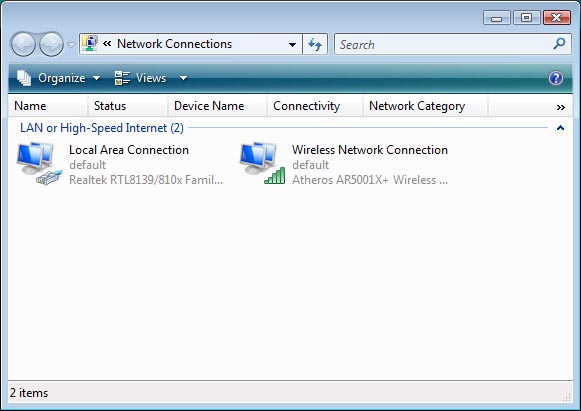 « Network Connections
Search
Organize Views
Name Status Device Name Connectivity Network Category »
LAN or High-Speed Internet (2)
Local Area Connection
default
Realtek RTL8139/810x Famil...
Wireless Network Connection
default
Atheros AR5001X+ Wireless ...
2 items